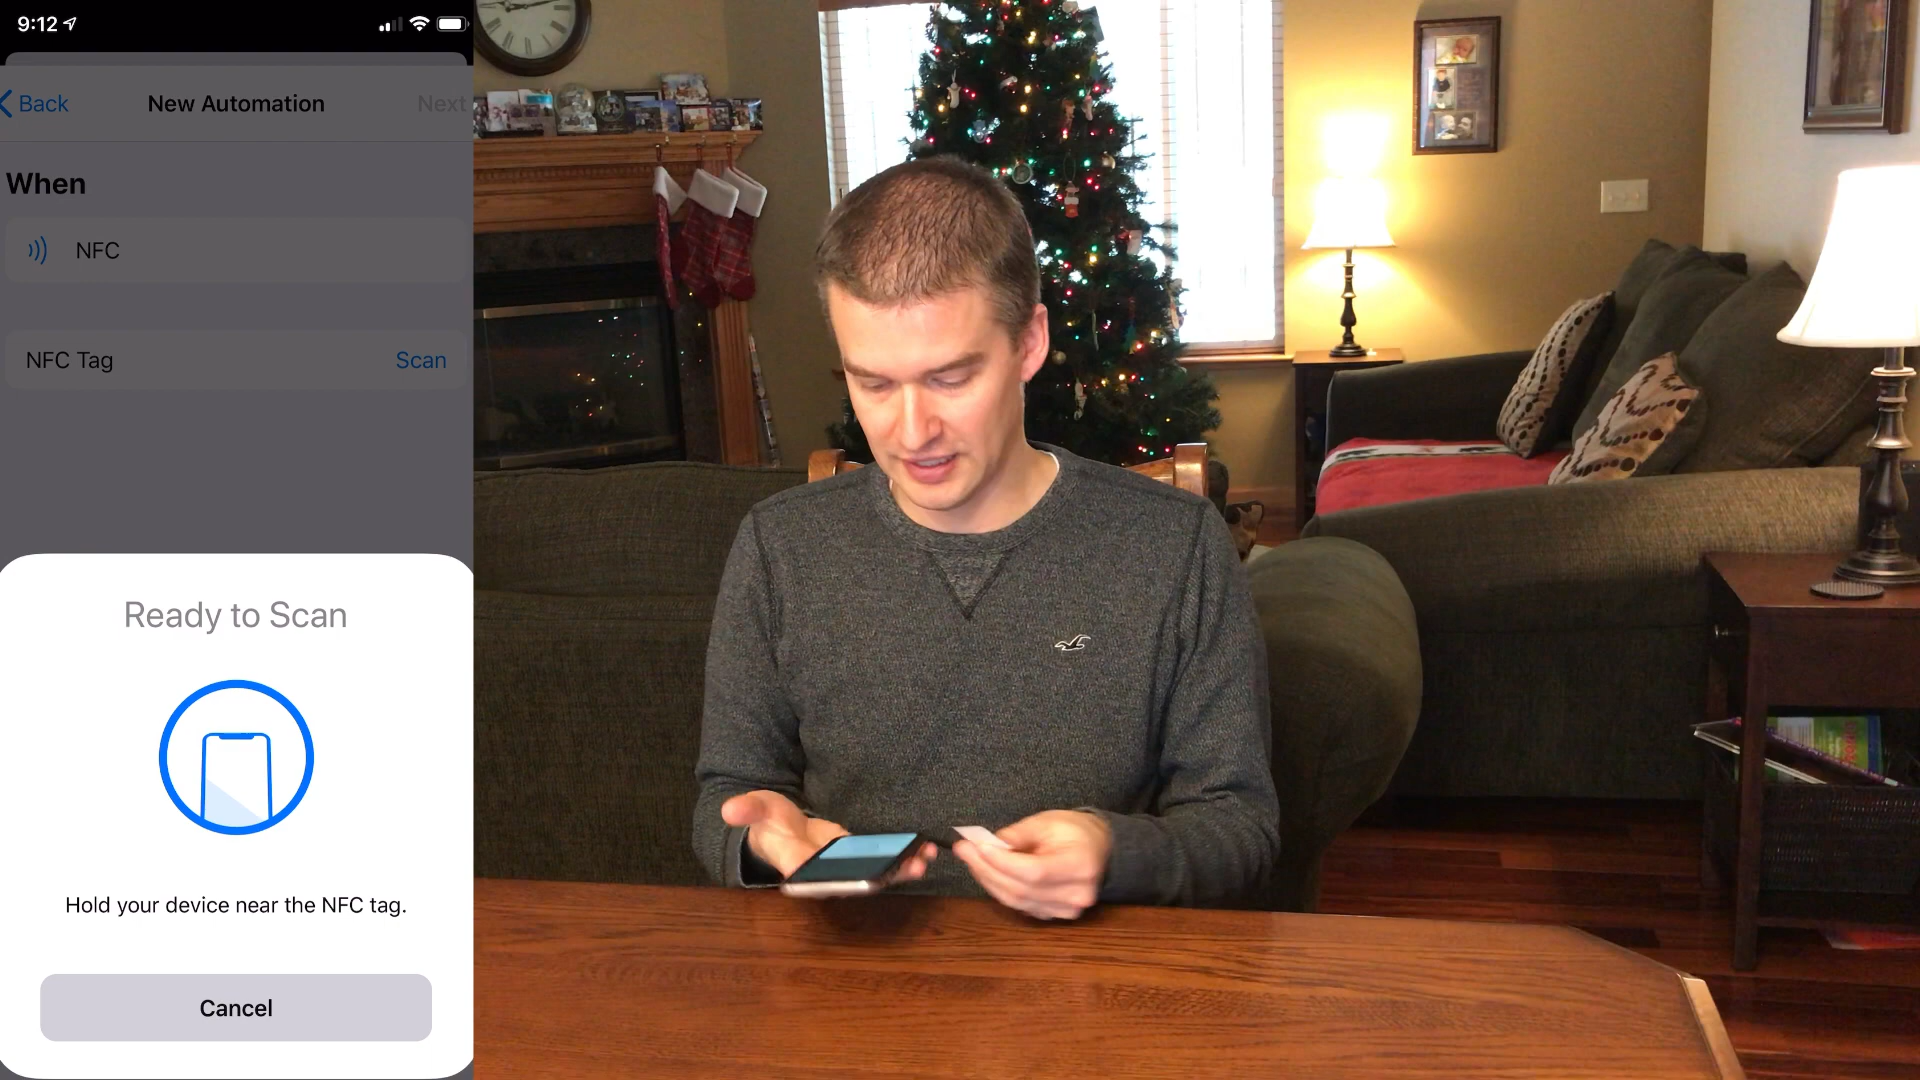 9:12
Back
New Automation
Next
When
NFC
NFC Tag
Scan
Ready to Scan
Hold your device near the NFC tag.
Cancel